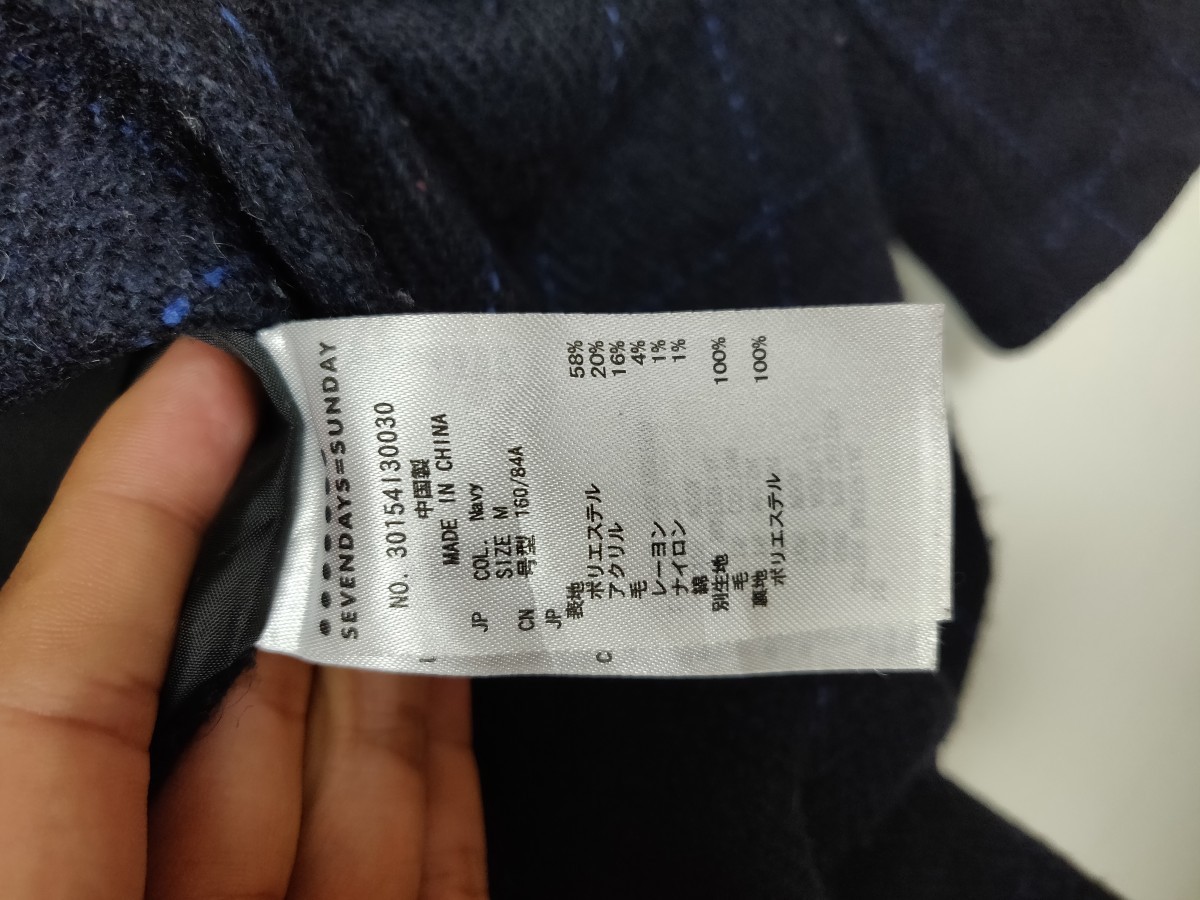 SEVENDAYS=SUNDAY
NO. 30154130030
中国製
MADE IN CHINA
JP COL. Navy
SIZE M
CN 号型 160/84A
JP
表地
ポリエステル 58%
アクリル 20%
毛 16%
レーヨン 4%
ナイロン 1%
綿 1%
別生地
毛 100%
裏地
ポリエステル 100%